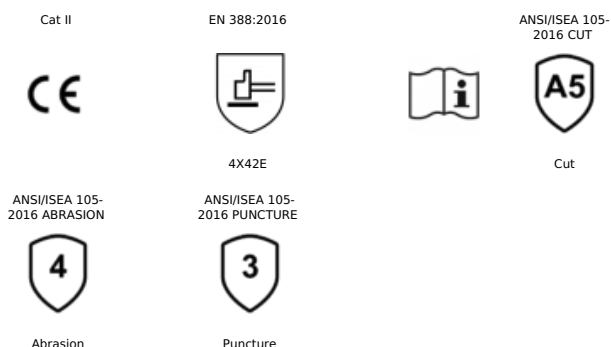 Cat II
EN 388:2016
ANSI/ISEA 105-
2016 CUT
CE
i
A5
4X42E
Cut
ANSI/ISEA 105-
2016 ABRASION
ANSI/ISEA 105-
2016 PUNCTURE
4
3
Abrasion
Puncture